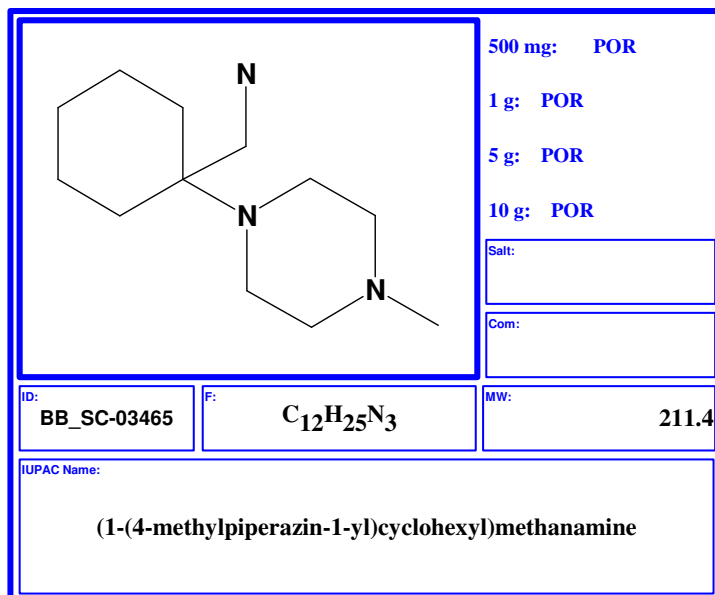 N
N
N
500 mg: POR
1 g: POR
5 g: POR
10 g: POR
Salt:
Com:
ID:
BB_SC-03465
F:
C12H25N3
MW:
211.4
IUPAC Name:
(1-(4-methylpiperazin-1-yl)cyclohexyl)methanamine